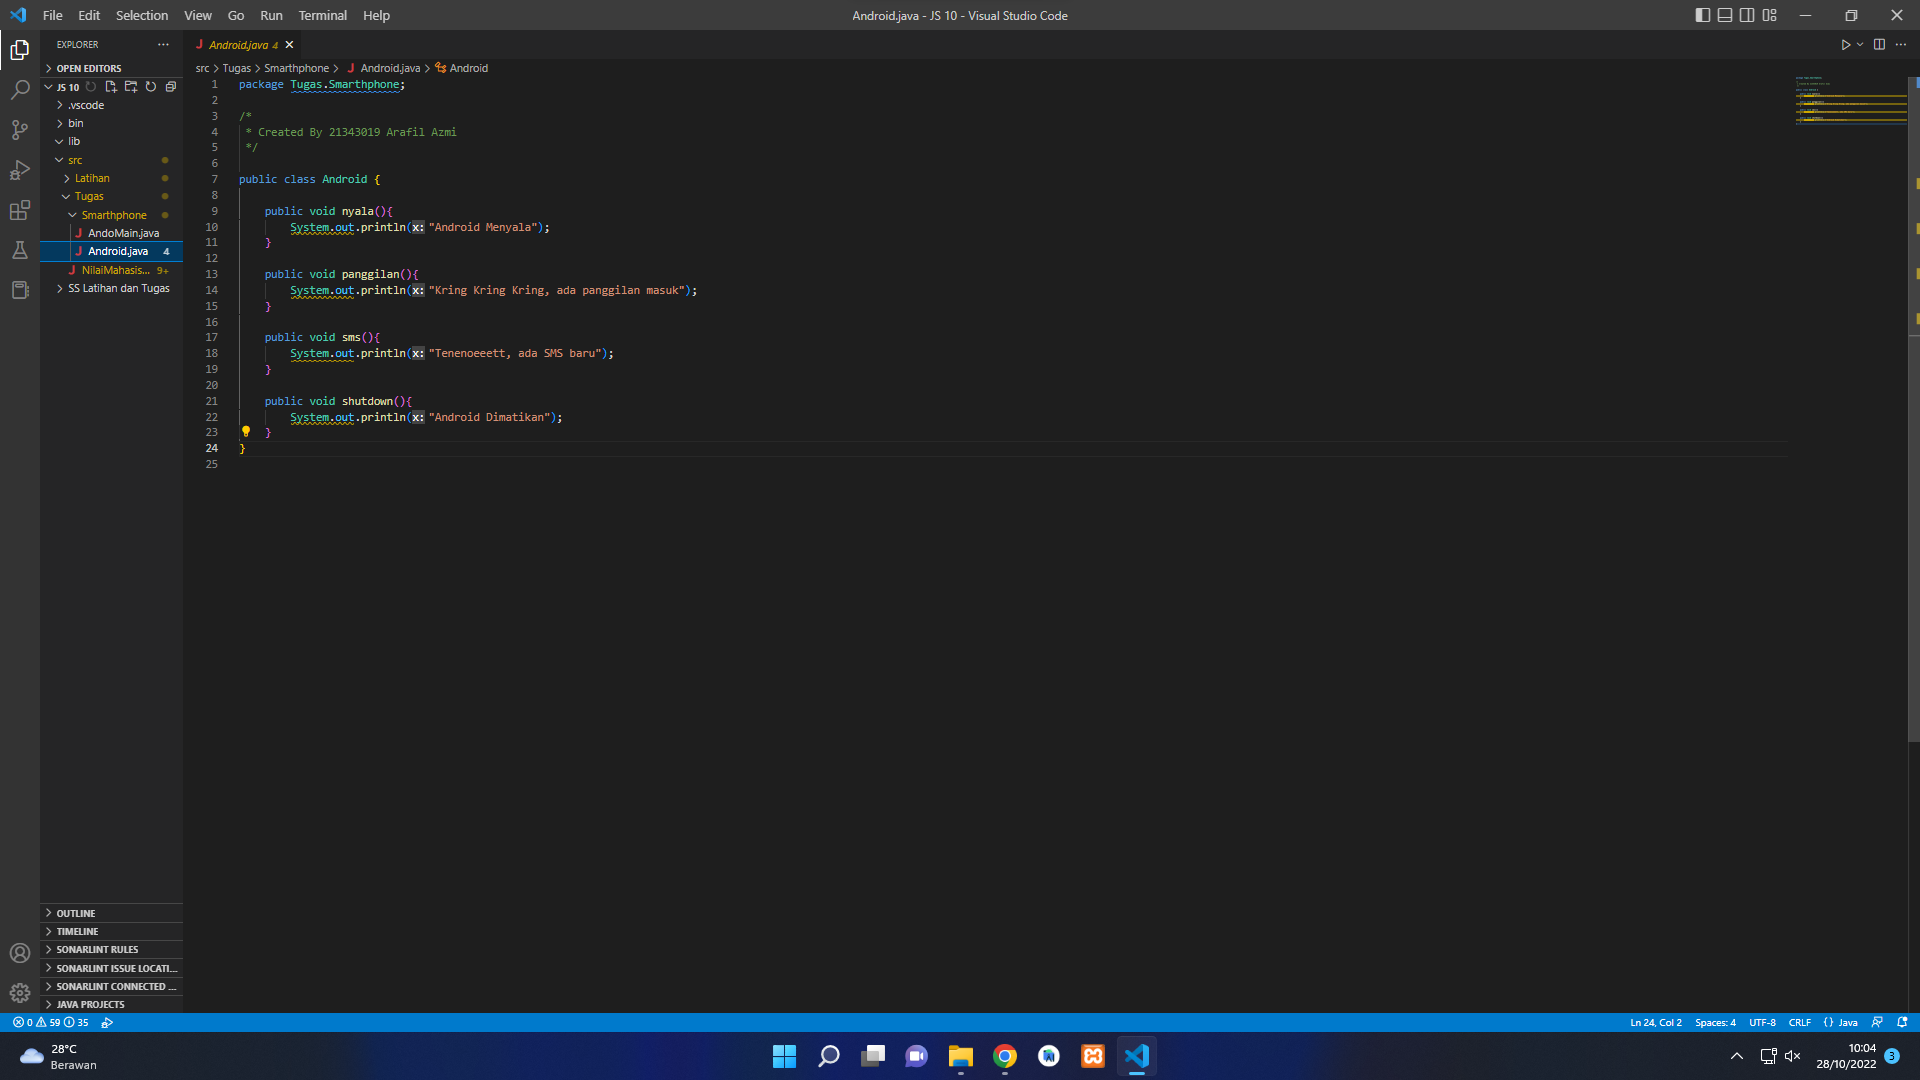 File Edit Selection View Go Run Terminal Help
Android.java - JS 10 - Visual Studio Code
EXPLORER
OPEN EDITORS
JS 10
.vscode
bin
lib
src
Latihan
Tugas
Smarthphone
J AndoMain.java
J Android.java 4
J NilaiMahasis... 9+
SS Latihan dan Tugas
OUTLINE
TIMELINE
SONARLINT RULES
SONARLINT ISSUE LOCATI...
SONARLINT CONNECTED ...
JAVA PROJECTS
J Android.java 4
src > Tugas > Smarthphone > J Android.java > Android
1 package Tugas.Smarthphone;
2
3 /*
4 * Created By 21343019 Arafil Azmi
5 */
6
7 public class Android {
8
9 public void nyala(){
10 System.out.println(x: "Android Menyala");
11 }
12
13 public void panggilan(){
14 System.out.println(x: "Kring Kring Kring, ada panggilan masuk");
15 }
16
17 public void sms(){
18 System.out.println(x: "Tenenoeeett, ada SMS baru");
19 }
20
21 public void shutdown(){
22 System.out.println(x: "Android Dimatikan");
23 }
24 }
25
0 59 35
Ln 24, Col 2 Spaces: 4 UTF-8 CRLF {} Java
28°C
Berawan
10:04
28/10/2022
3